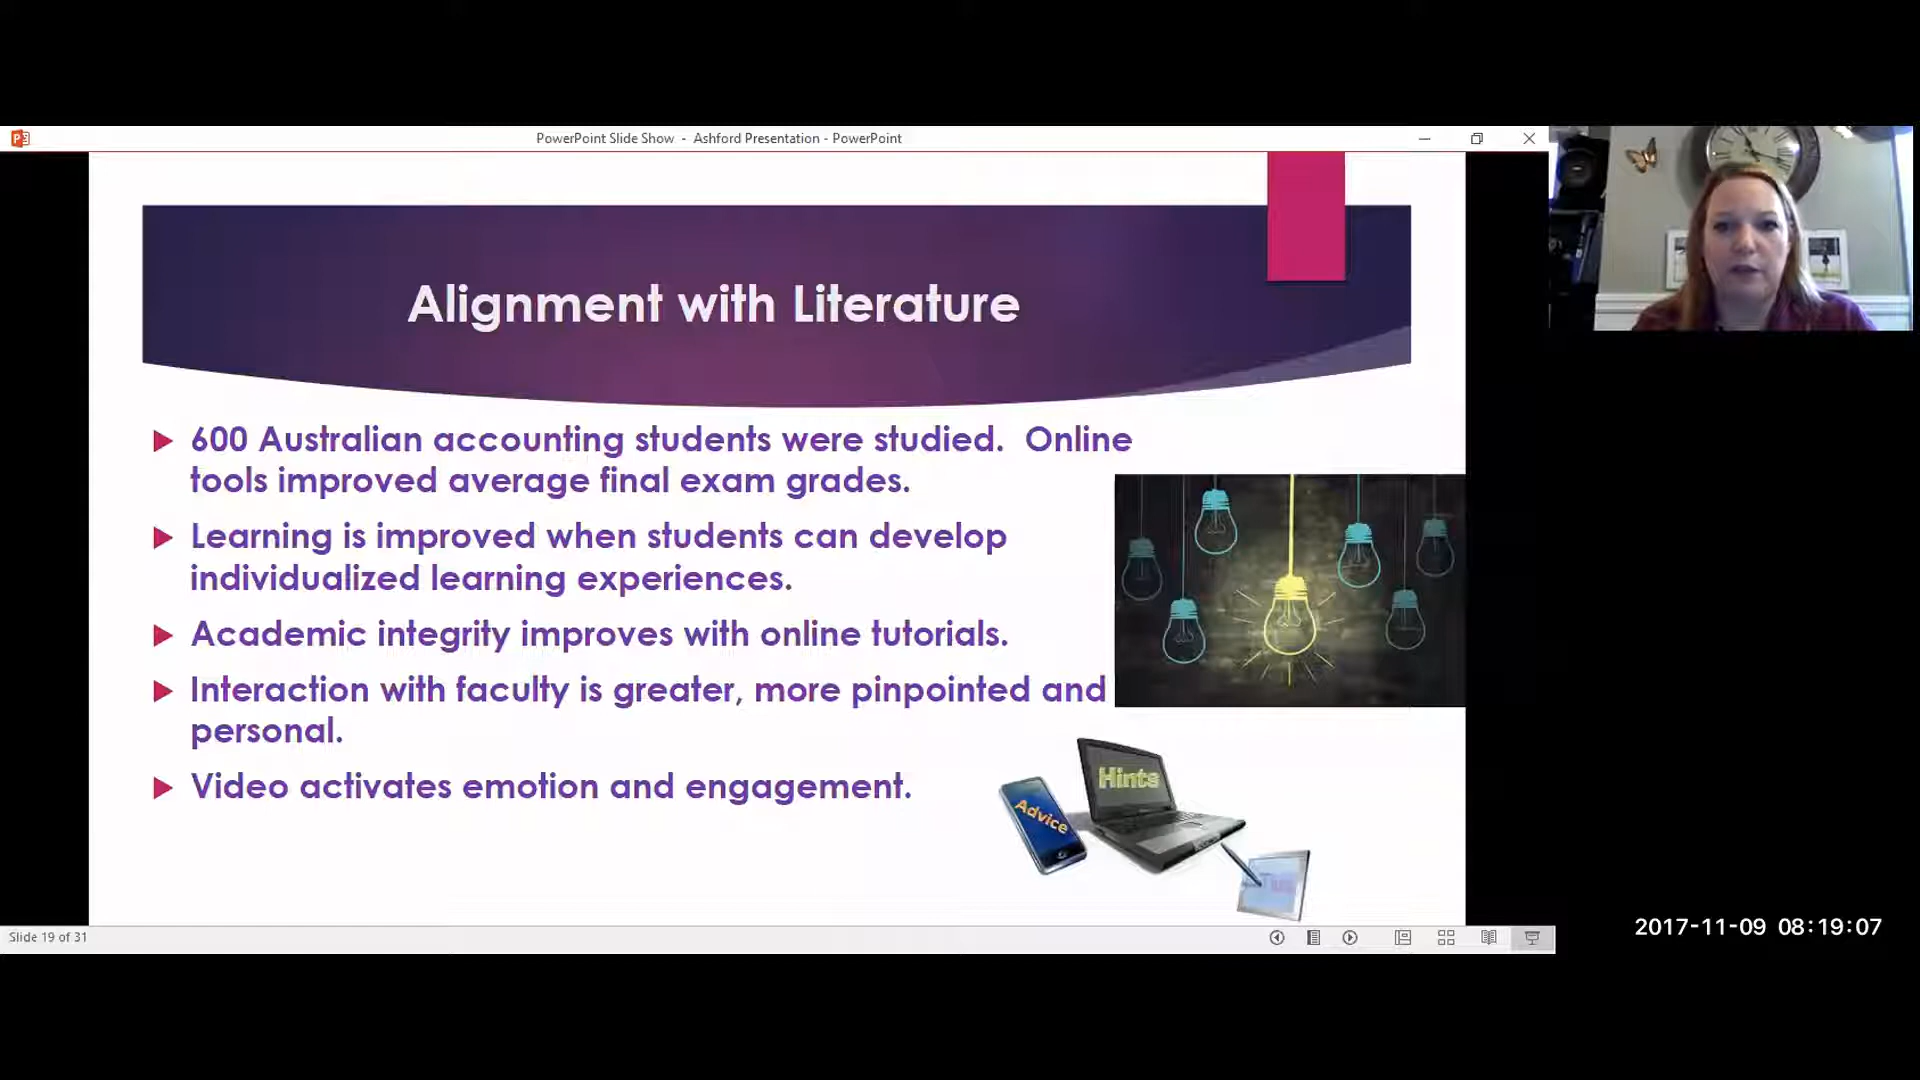 PowerPoint Slide Show - Ashford Presentation - PowerPoint
Alignment with Literature
600 Australian accounting students were studied. Online
tools improved average final exam grades.
Learning is improved when students can develop
individualized learning experiences.
Academic integrity improves with online tutorials.
Interaction with faculty is greater, more pinpointed and
personal.
Video activates emotion and engagement.
Hints
Advice
Slide 19 of 31
2017-11-09 08:19:07